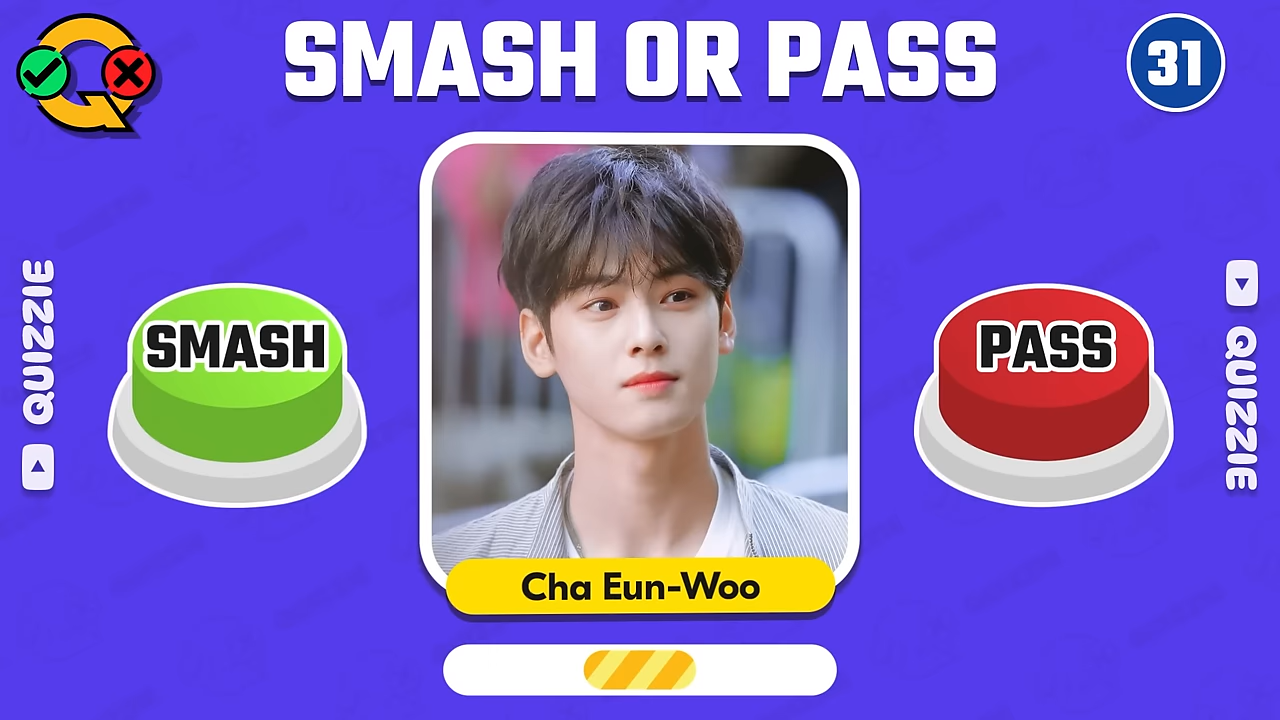 SMASH OR PASS
31
QUIZZIE
SMASH
PASS
QUIZZIE
Cha Eun-Woo